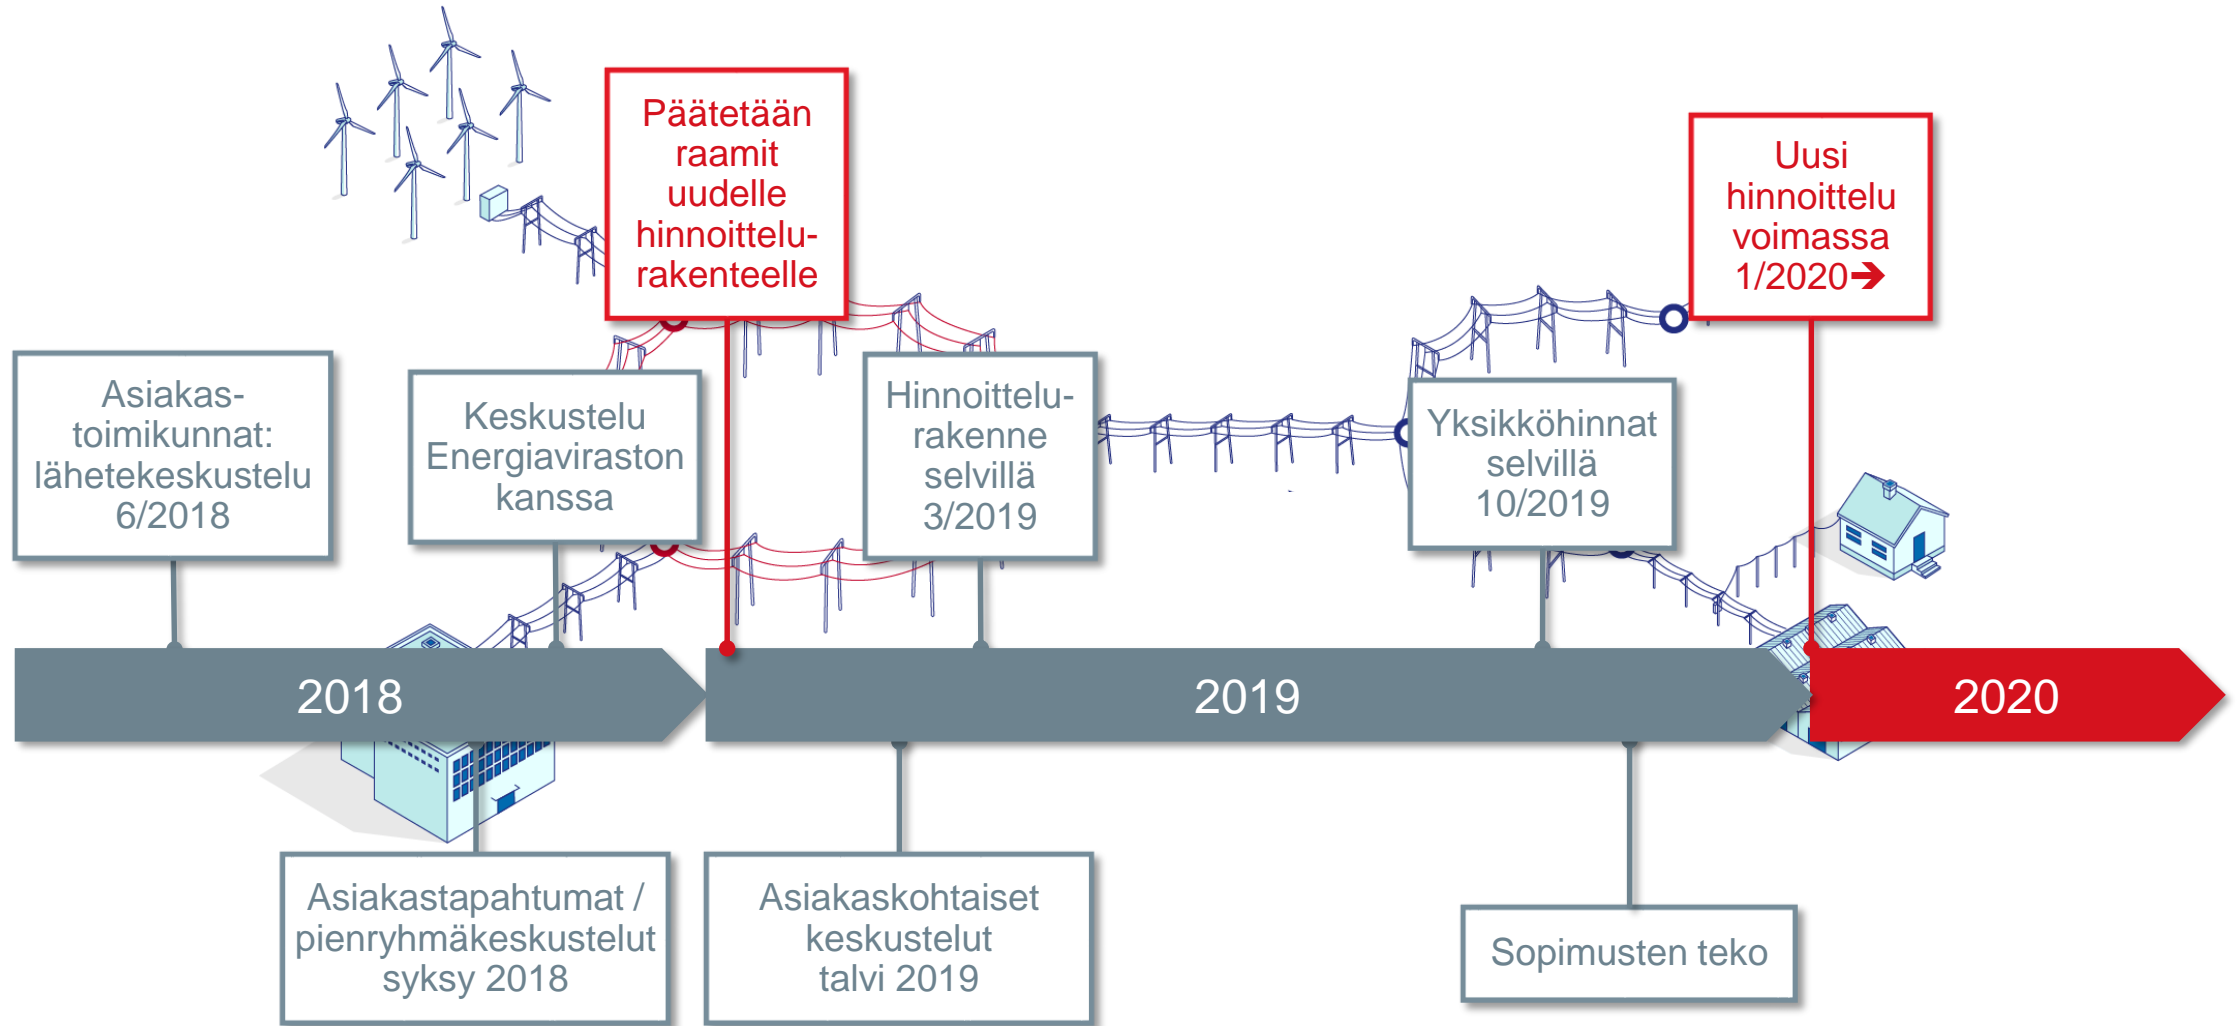 Päätetään
raamit
uudelle
hinnoittelu-
rakenteelle
Uusi
hinnoittelu
voimassa
1/2020➔
Asiakas-
toimikunnat:
lähetekeskustelu
6/2018
Keskustelu
Energiaviraston
kanssa
Hinnoittelu-
rakenne
selvillä
3/2019
Yksikköhinnat
selvillä
10/2019
2018
2019
2020
Asiakastapahtumat /
pienryhmäkeskustelut
syksy 2018
Asiakaskohtaiset
keskustelut
talvi 2019
Sopimusten teko